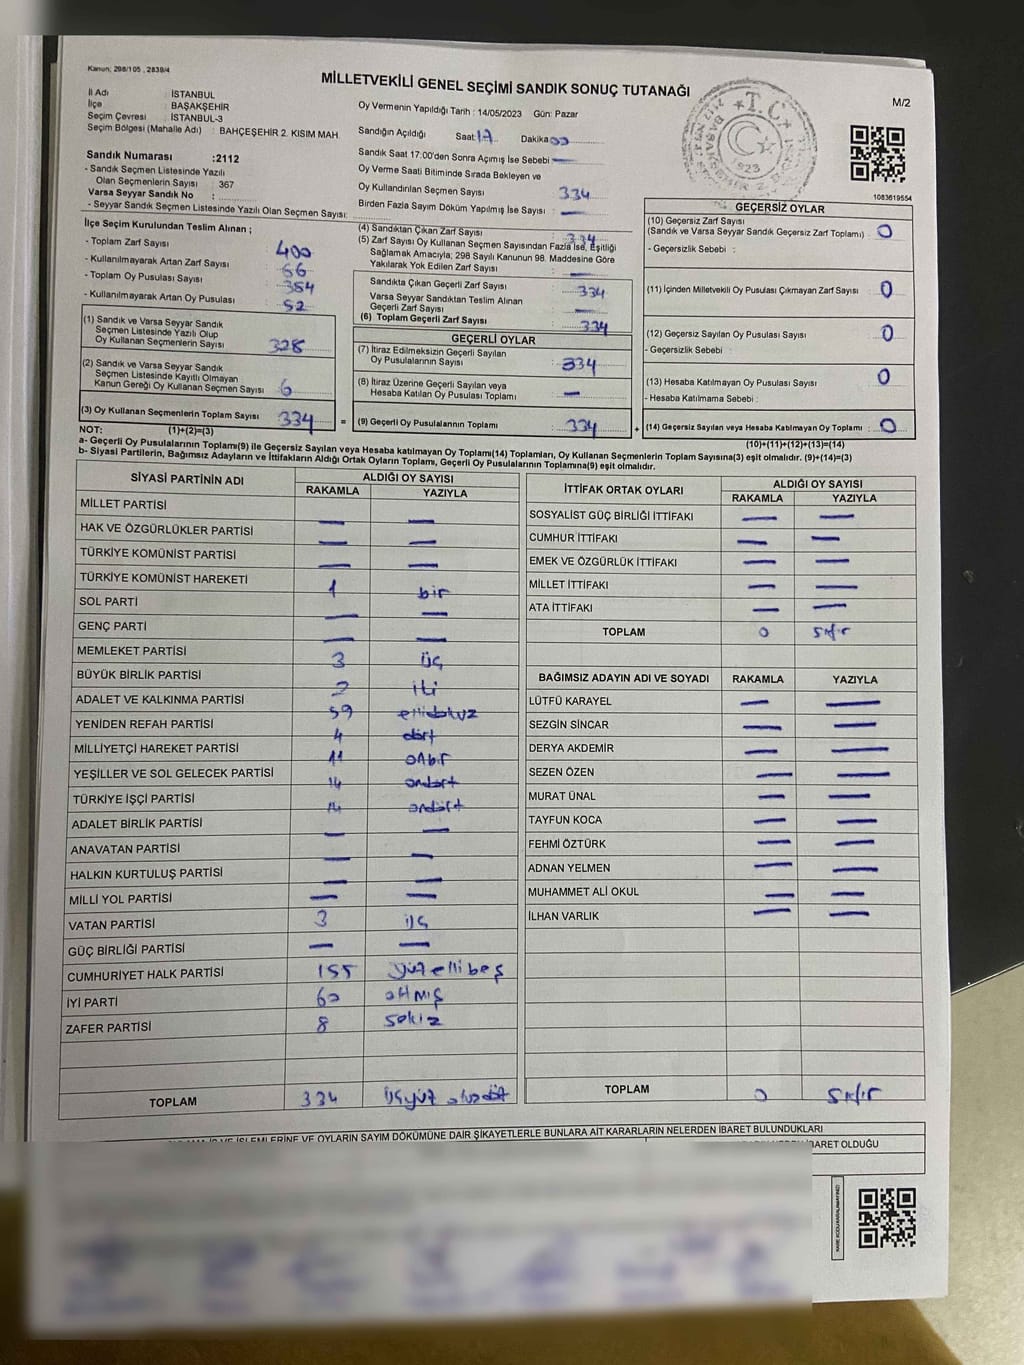 Kanun: 298/105 , 2839/4
MİLLETVEKİLİ GENEL SEÇİMİ SANDIK SONUÇ TUTANAĞI
M/2
İl Adı : İSTANBUL
İlçe : BAŞAKŞEHİR
Seçim Çevresi : İSTANBUL-3
Seçim Bölgesi (Mahalle Adı) : BAHÇEŞEHİR 2. KISIM MAH
Sandık Numarası :2112
- Sandık Seçmen Listesinde Yazılı
Olan Seçmenlerin Sayısı : 367
Varsa Seyyar Sandık No :
- Seyyar Sandık Seçmen Listesinde Yazılı Olan Seçmen Sayısı:
Oy Vermenin Yapıldığı Tarih : 14/05/2023 Gün: Pazar
Sandığın Açıldığı Saat: 17 Dakika 00
Sandık Saat 17:00'den Sonra Açımış İse Sebebi —
Oy Verme Saati Bitiminde Sırada Bekleyen ve
Oy Kullandırılan Seçmen Sayısı : 334
Birden Fazla Sayım Döküm Yapılmış İse Sayısı : —
T.C.
1923
1083619554
İlçe Seçim Kurulundan Teslim Alınan ;
- Toplam Zarf Sayısı : 400
- Kullanılmayarak Artan Zarf Sayısı : 66
- Toplam Oy Pusulası Sayısı : 384
- Kullanılmayarak Artan Oy Pusulası : 52
(1) Sandık ve Varsa Seyyar Sandık
Seçmen Listesinde Yazılı Olup
Oy Kullanan Seçmenlerin Sayısı : 328
(2) Sandık ve Varsa Seyyar Sandık
Seçmen Listesinde Kayıtlı Olmayan
Kanun Gereği Oy Kullanan Seçmen Sayısı : 6
(3) Oy Kullanan Seçmenlerin Toplam Sayısı : 334
(1)+(2)=(3)
(4) Sandıktan Çıkan Zarf Sayısı : 334
(5) Zarf Sayısı Oy Kullanan Seçmen Sayısından Fazla İse, Eşitliği
Sağlamak Amacıyla; 298 Sayılı Kanunun 98. Maddesine Göre
Yakılarak Yok Edilen Zarf Sayısı : —
Sandıkta Çıkan Geçerli Zarf Sayısı : 334
Varsa Seyyar Sandıktan Teslim Alınan
Geçerli Zarf Sayısı : —
(6) Toplam Geçerli Zarf Sayısı : 334
GEÇERLİ OYLAR
(7) İtiraz Edilmeksizin Geçerli Sayılan
Oy Pusulalarının Sayısı : 334
(8) İtiraz Üzerine Geçerli Sayılan veya
Hesaba Katılan Oy Pusulası Toplamı : —
= (9) Geçerli Oy Pusulalarının Toplamı : 334 +
GEÇERSİZ OYLAR
(10) Geçersiz Zarf Sayısı
(Sandık ve Varsa Seyyar Sandık Geçersiz Zarf Toplamı) : 0
- Geçersizlik Sebebi :
(11) İçinden Milletvekili Oy Pusulası Çıkmayan Zarf Sayısı : 0
(12) Geçersiz Sayılan Oy Pusulası Sayısı : 0
- Geçersizlik Sebebi :
(13) Hesaba Katılmayan Oy Pusulası Sayısı : 0
- Hesaba Katılmama Sebebi :
(14) Geçersiz Sayılan veya Hesaba Katılmayan Oy Toplamı : 0
(10)+(11)+(12)+(13)=(14)
NOT:
a- Geçerli Oy Pusulalarının Toplamı(9) ile Geçersiz Sayılan veya Hesaba katılmayan Oy Toplamı(14) Toplamları, Oy Kullanan Seçmenlerin Toplam Sayısına(3) eşit olmalıdır. (9)+(14)=(3)
b- Siyasi Partilerin, Bağımsız Adayların ve İttifakların Aldığı Ortak Oyların Toplamı, Geçerli Oy Pusulalarının Toplamına(9) eşit olmalıdır.
SİYASİ PARTİNİN ADI ALDIĞI OY SAYISI
RAKAMLA YAZIYLA
MİLLET PARTİSİ — —
HAK VE ÖZGÜRLÜKLER PARTİSİ — —
TÜRKİYE KOMÜNİST PARTİSİ — —
TÜRKİYE KOMÜNİST HAREKETİ 1 bir
SOL PARTİ — —
GENÇ PARTİ — —
MEMLEKET PARTİSİ 3 üç
BÜYÜK BİRLİK PARTİSİ 2 iki
ADALET VE KALKINMA PARTİSİ 59 ellidokuz
YENİDEN REFAH PARTİSİ 4 dört
MİLLİYETÇİ HAREKET PARTİSİ 11 onbir
YEŞİLLER VE SOL GELECEK PARTİSİ 14 ondört
TÜRKİYE İŞÇİ PARTİSİ 14 ondört
ADALET BİRLİK PARTİSİ — —
ANAVATAN PARTİSİ — —
HALKIN KURTULUŞ PARTİSİ — —
MİLLİ YOL PARTİSİ — —
VATAN PARTİSİ 3 üç
GÜÇ BİRLİĞİ PARTİSİ — —
CUMHURİYET HALK PARTİSİ 155 yüzellibeş
İYİ PARTİ 60 altmış
ZAFER PARTİSİ 8 sekiz
TOPLAM 334 üçyüz otuzdört
İTTİFAK ORTAK OYLARI ALDIĞI OY SAYISI
RAKAMLA YAZIYLA
SOSYALİST GÜÇ BİRLİĞİ İTTİFAKI — —
CUMHUR İTTİFAKI — —
EMEK VE ÖZGÜRLÜK İTTİFAKI — —
MİLLET İTTİFAKI — —
ATA İTTİFAKI — —
TOPLAM 0 sıfır
BAĞIMSIZ ADAYIN ADI VE SOYADI RAKAMLA YAZIYLA
LÜTFÜ KARAYEL — —
SEZGİN SİNCAR — —
DERYA AKDEMİR — —
SEZEN ÖZEN — —
MURAT ÜNAL — —
TAYFUN KOCA — —
FEHMİ ÖZTÜRK — —
ADNAN YELMEN — —
MUHAMMET ALİ OKUL — —
İLHAN VARLIK — —
TOPLAM 0 sıfır
VE İŞLEMLERİNE VE OYLARIN SAYIM DÖKÜMÜNE DAİR ŞİKAYETLERLE BUNLARA AİT KARARLARIN NELERDEN İBARET BULUNDUKLARI
İBARET OLDUĞU